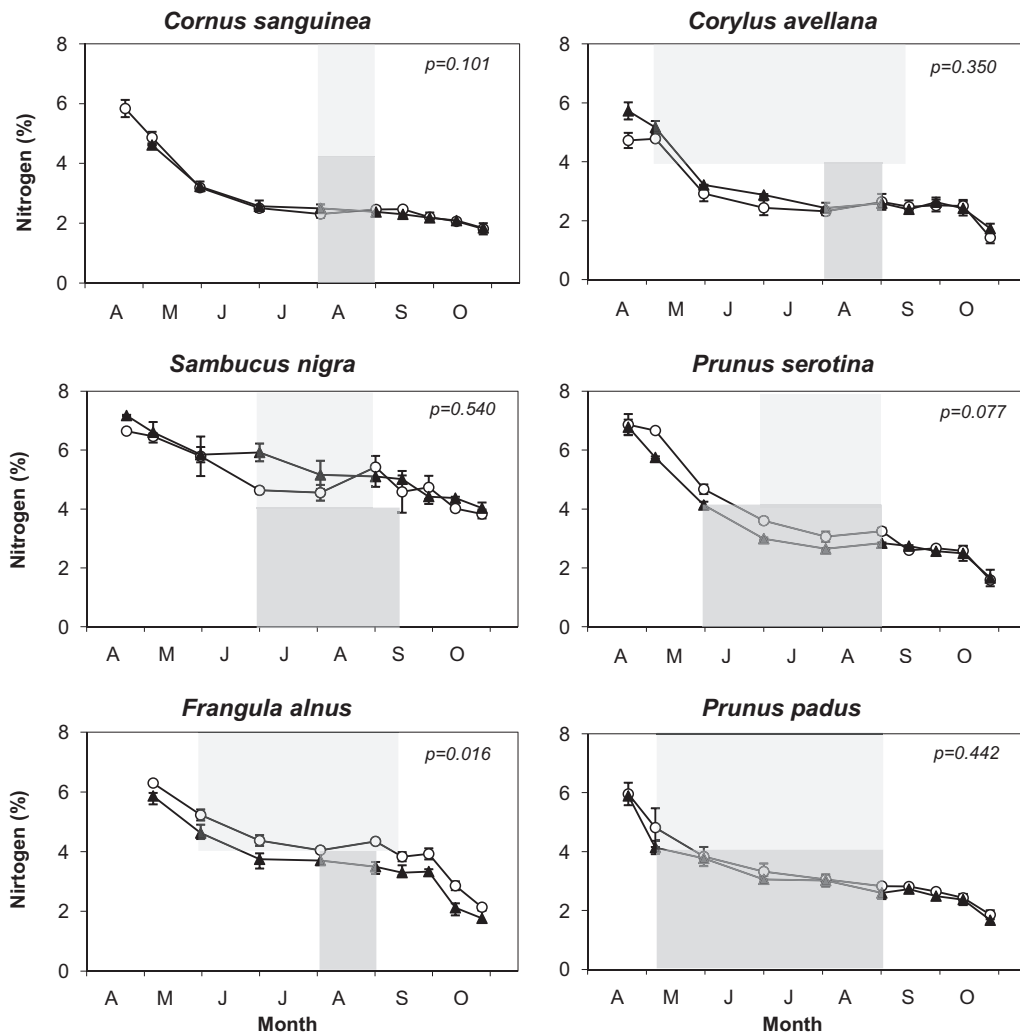 Cornus sanguinea
8
6
4
2
0
Nitrogen (%)
p=0.101
A M J J A S O
Corylus avellana
8
6
4
2
0
p=0.350
A M J J A S O
Sambucus nigra
8
6
4
2
0
Nitrogen (%)
p=0.540
A M J J A S O
Prunus serotina
8
6
4
2
0
p=0.077
A M J J A S O
Frangula alnus
8
6
4
2
0
Nirtogen (%)
p=0.016
A M J J A S O
Month
Prunus padus
8
6
4
2
0
p=0.442
A M J J A S O
Month